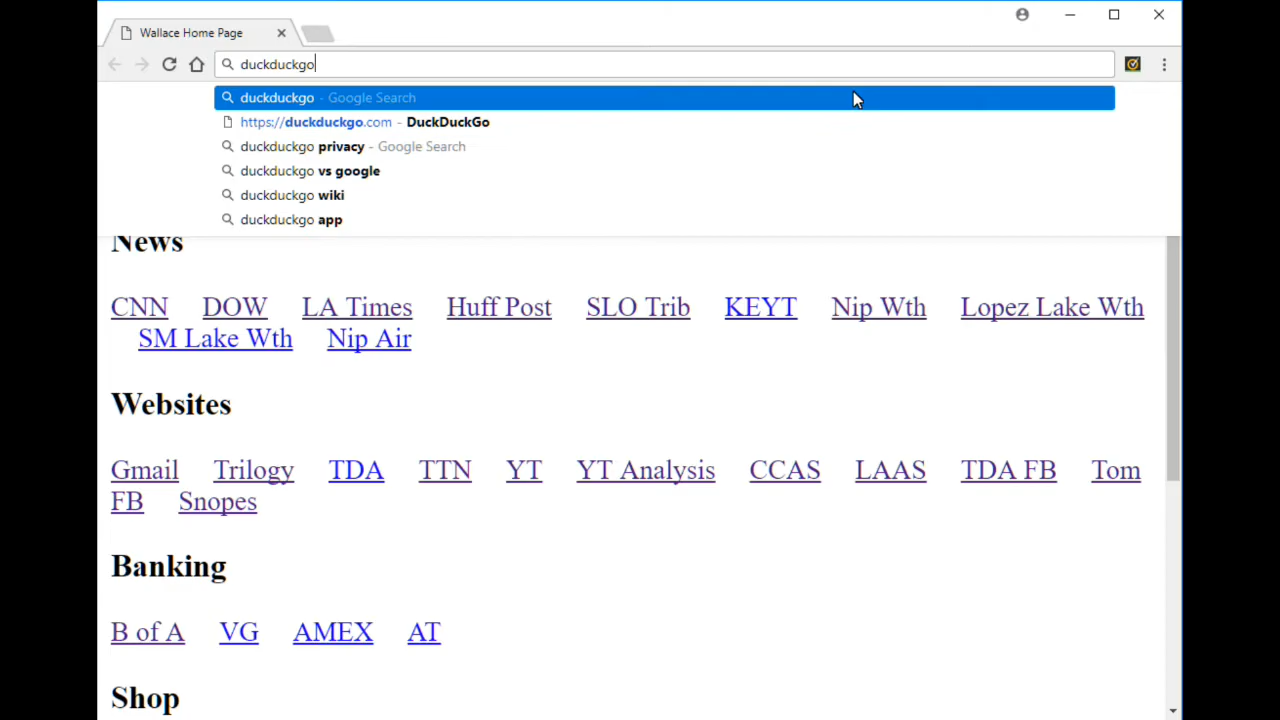 Wallace Home Page
duckduckgo
duckduckgo - Google Search
https://duckduckgo.com - DuckDuckGo
duckduckgo privacy - Google Search
duckduckgo vs google
duckduckgo wiki
duckduckgo app
News
CNN DOW LA Times Huff Post SLO Trib KEYT Nip Wth Lopez Lake Wth
SM Lake Wth Nip Air
Websites
Gmail Trilogy TDA TTN YT YT Analysis CCAS LAAS TDA FB Tom
FB Snopes
Banking
B of A VG AMEX AT
Shop